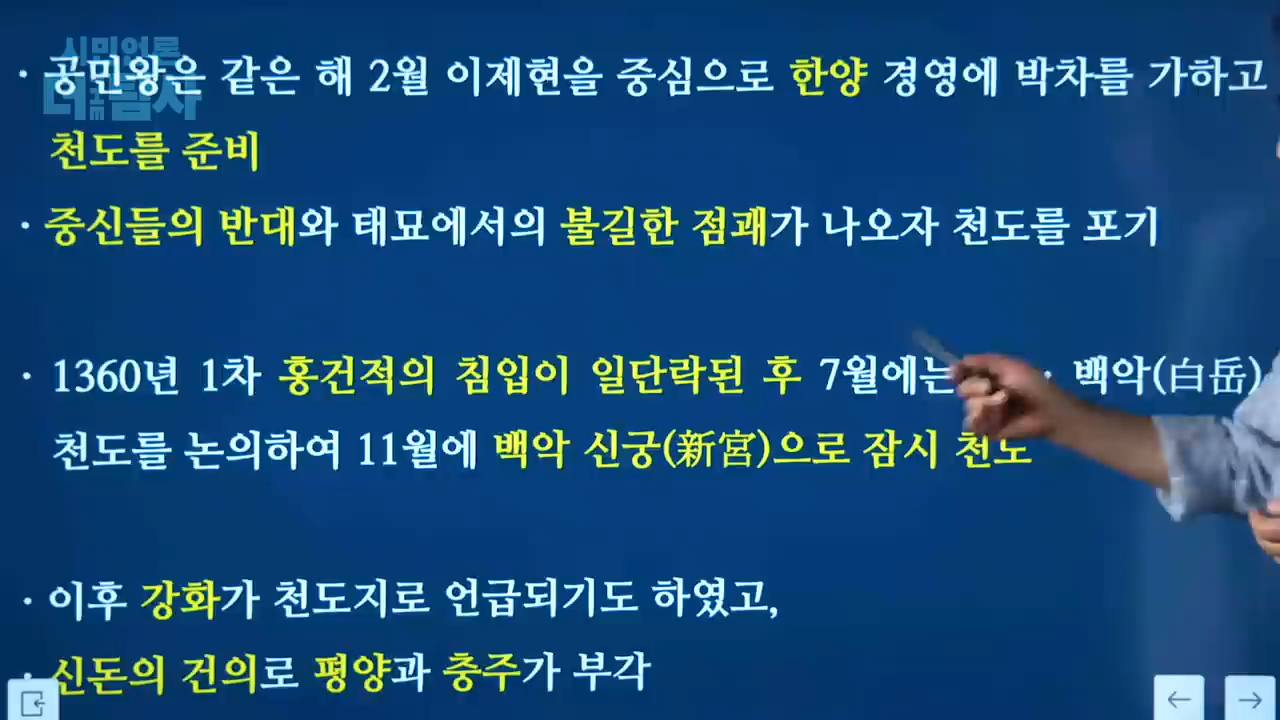 시민언론
더탐사
· 공민왕은 같은 해 2월 이제현을 중심으로 한양 경영에 박차를 가하고
천도를 준비
· 중신들의 반대와 태묘에서의 불길한 점괘가 나오자 천도를 포기
· 1360년 1차 홍건적의 침입이 일단락된 후 7월에는 · 백악(白岳)
천도를 논의하여 11월에 백악 신궁(新宮)으로 잠시 천도
· 이후 강화가 천도지로 언급되기도 하였고,
· 신돈의 건의로 평양과 충주가 부각